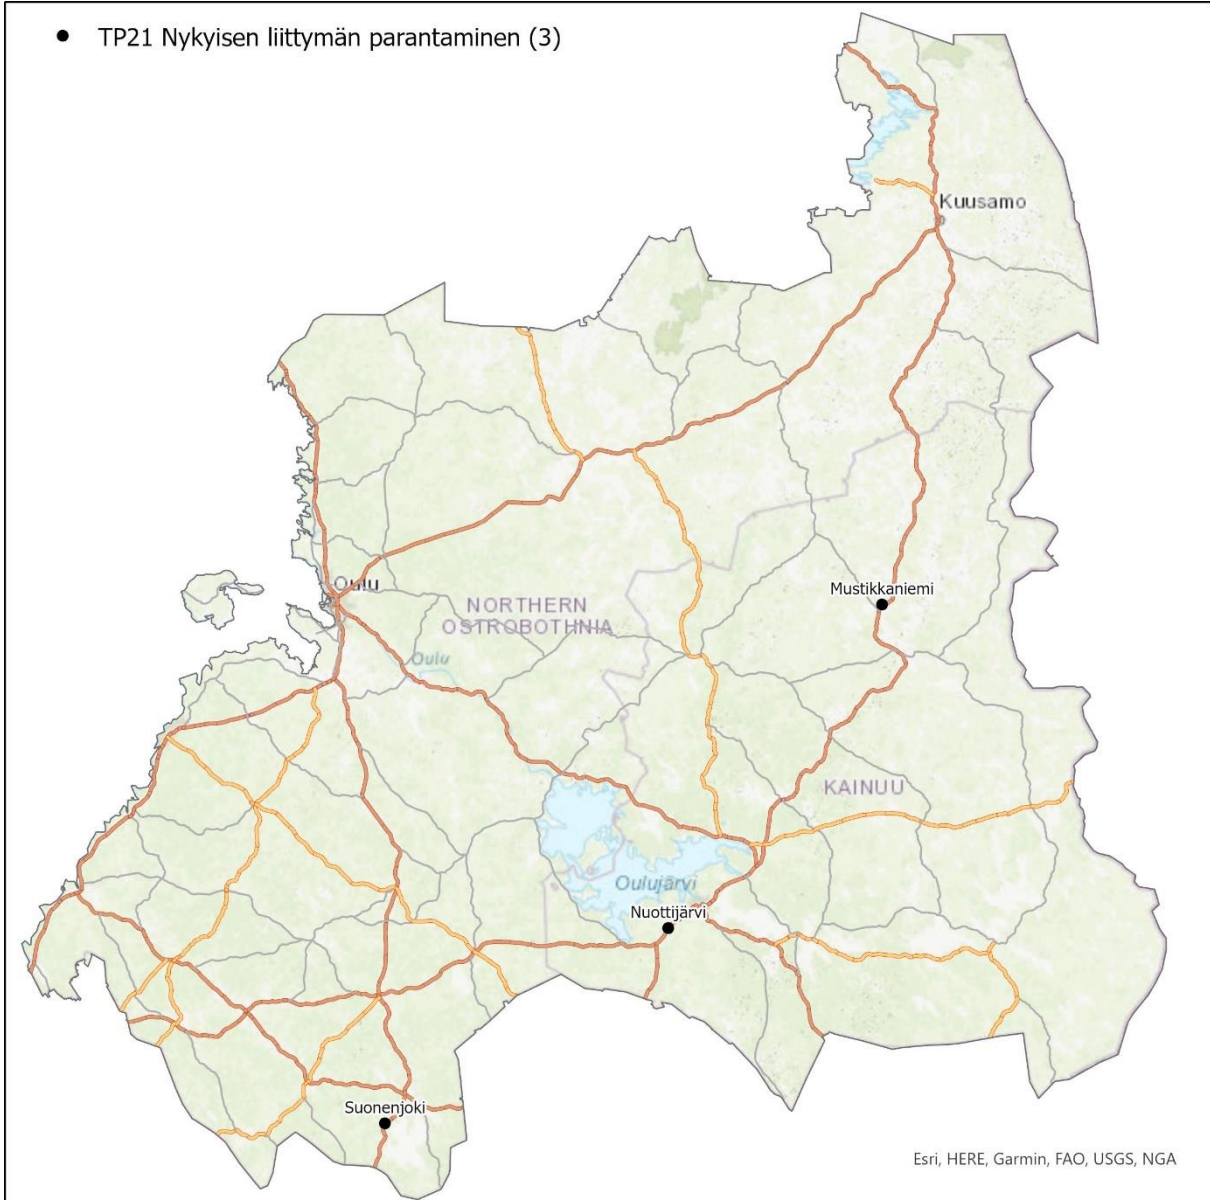 TP21 Nykyisen liittymän parantaminen (3)
Kuusamo
Oulu
Mustikkaniemi
NORTHERN
OSTROBOTHNIA
Oulu
KAINUU
Oulujärvi
Nuottijärvi
Suonenjoki
Esri, HERE, Garmin, FAO, USGS, NGA